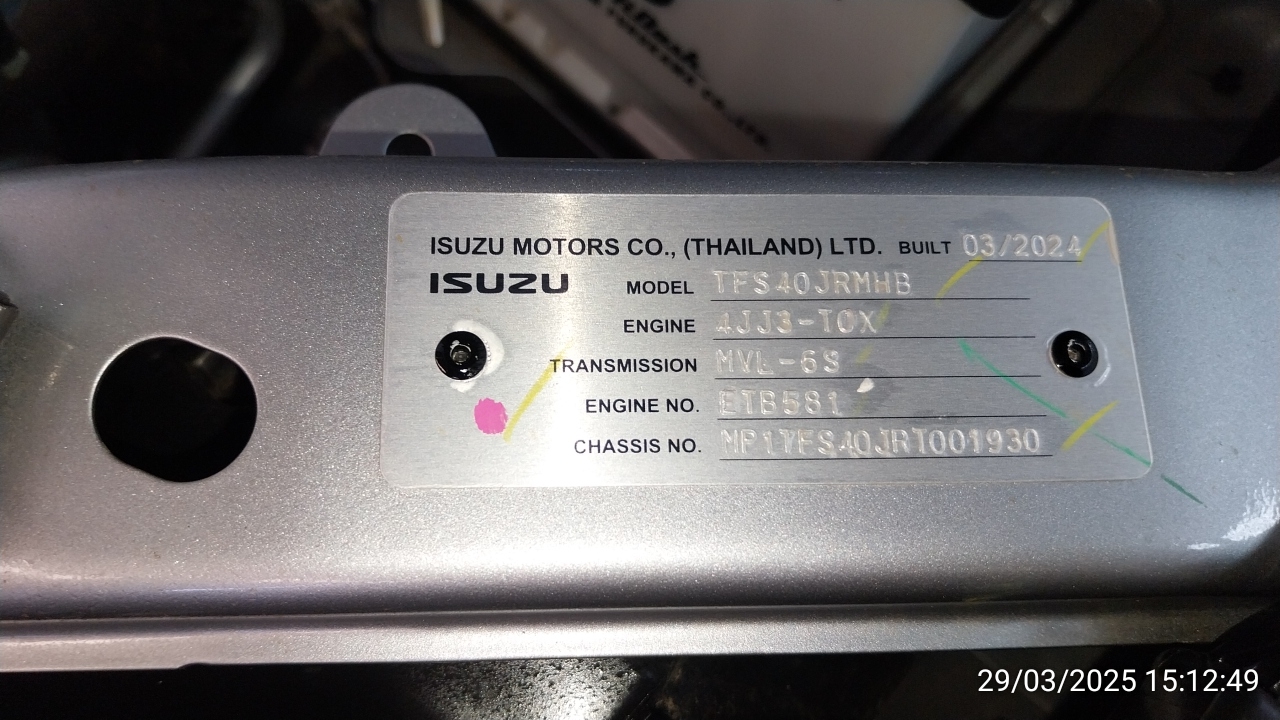 ISUZU MOTORS CO., (THAILAND) LTD. BUILT 03/2024
ISUZU MODEL TFS40JRMHB
ENGINE 4JJ3-TCX
TRANSMISSION MVL-6S
ENGINE NO. ETB581
CHASSIS NO. MP1TFS40JRT001930
29/03/2025 15:12:49